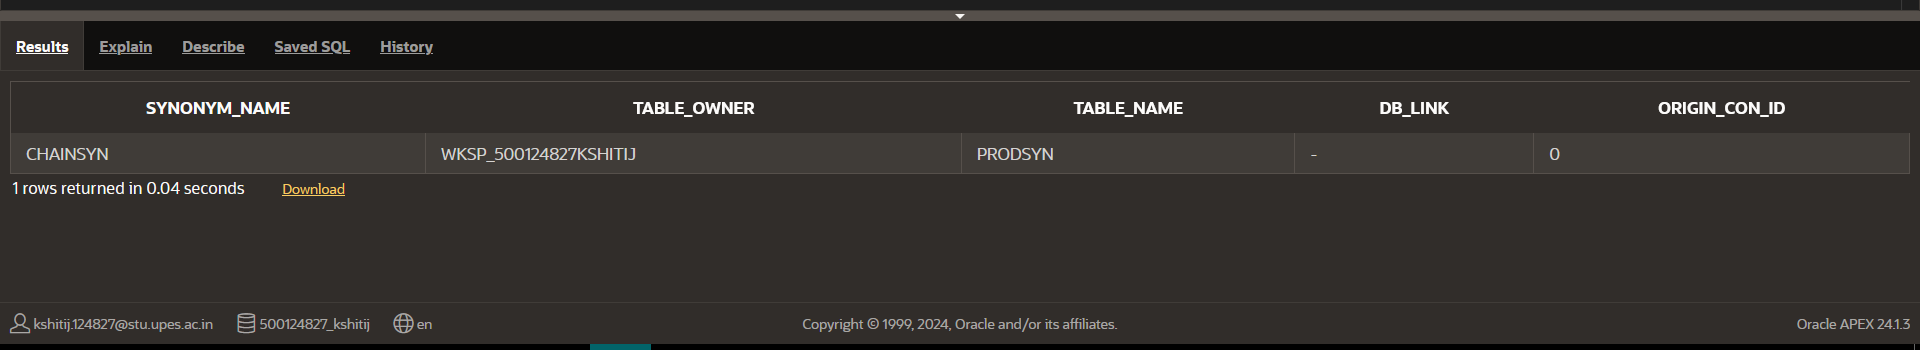 Results Explain Describe Saved SQL History
SYNONYM_NAME TABLE_OWNER TABLE_NAME DB_LINK ORIGIN_CON_ID
CHAINSYN WKSP_500124827KSHITIJ PRODSYN - 0
1 rows returned in 0.04 seconds Download
kshitij.124827@stu.upes.ac.in 500124827_kshitij en Copyright © 1999, 2024, Oracle and/or its affiliates. Oracle APEX 24.1.3